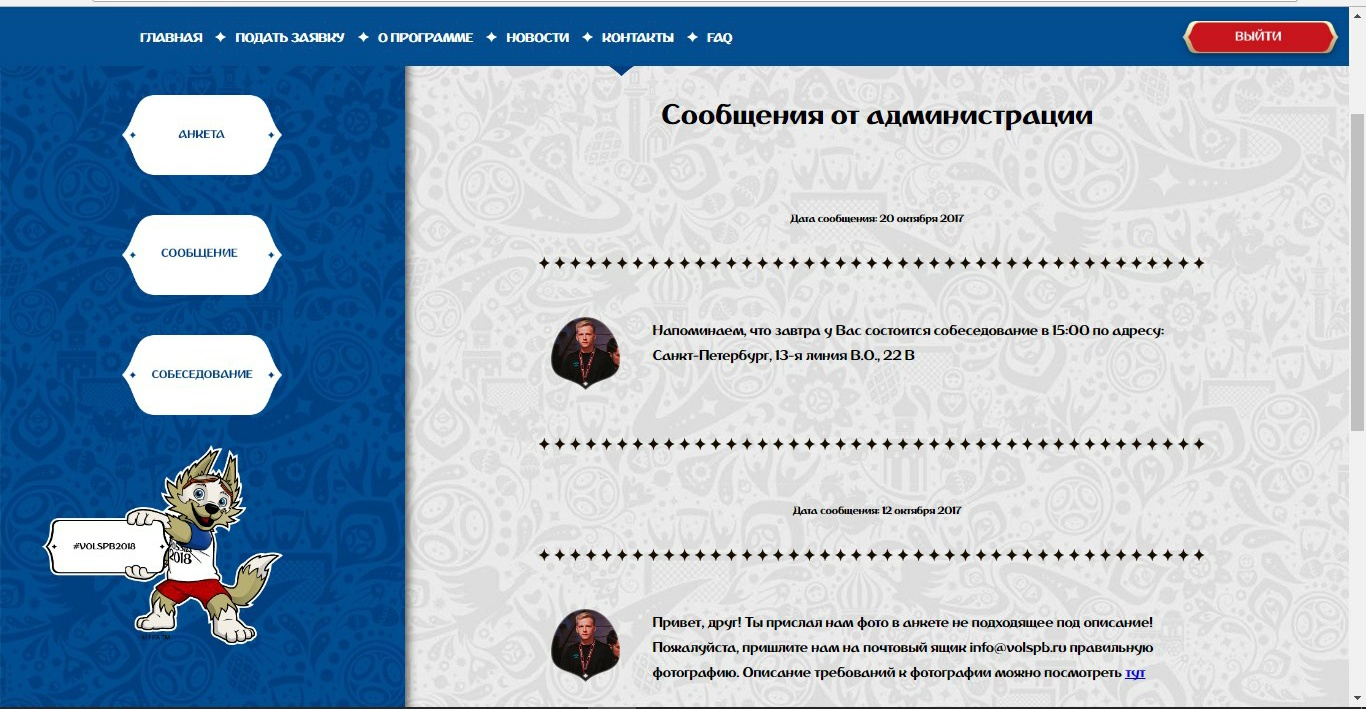 ГЛАВНАЯ ✦ ПОДАТЬ ЗАЯВКУ ✦ О ПРОГРАММЕ ✦ НОВОСТИ ✦ КОНТАКТЫ ✦ FAQ
ВЫЙТИ
АНКЕТА
СООБЩЕНИЕ
СОБЕСЕДОВАНИЕ
#VOLSPB2018
2018
Сообщения от администрации
Дата сообщения: 20 октября 2017
Напоминаем, что завтра у Вас состоится собеседование в 15:00 по адресу:
Санкт-Петербург, 13-я линия В.О., 22 В
Дата сообщения: 12 октября 2017
Привет, друг! Ты прислал нам фото в анкете не подходящее под описание!
Пожалуйста, пришлите нам на почтовый ящик info@volspb.ru правильную
фотографию. Описание требований к фотографии можно посмотреть тут